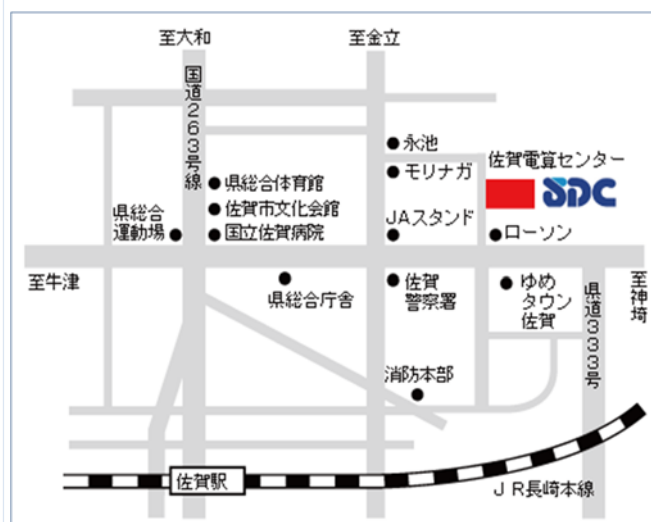 至大和
至金立
国道263号線
永池
モリナガ
佐賀電算センター
SDC
県総合体育館
佐賀市文化会館
国立佐賀病院
県総合
運動場
JAスタンド
ローソン
至牛津
県総合庁舎
佐賀
警察署
ゆめ
タウン
佐賀
県道333号
至神埼
消防本部
佐賀駅
JR長崎本線